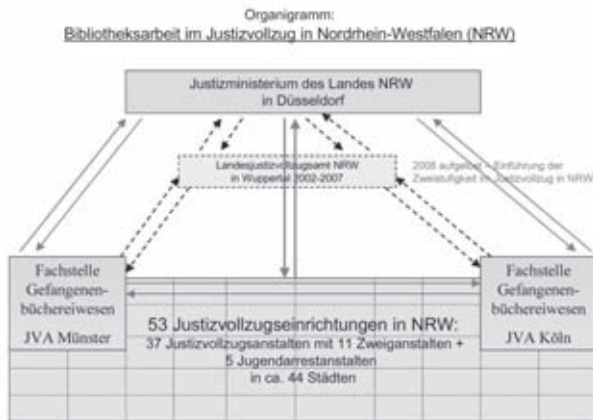 Organigramm:
Bibliotheksarbeit im Justizvollzug in Nordrhein-Westfalen (NRW)
Justizministerium des Landes NRW
in Düsseldorf
Landesjustizvollzugsamt NRW
in Wuppertal 2002-2007
2008 aufgelöst – Einführung der
Zweistufigkeit im Justizvollzug in NRW
Fachstelle
Gefangenen-
büchereiwesen
JVA Münster
Fachstelle
Gefangenen-
büchereiwesen
JVA Köln
53 Justizvollzugseinrichtungen in NRW:
37 Justizvollzugsanstalten mit 11 Zweiganstalten +
5 Jugendarrestanstalten
in ca. 44 Städten